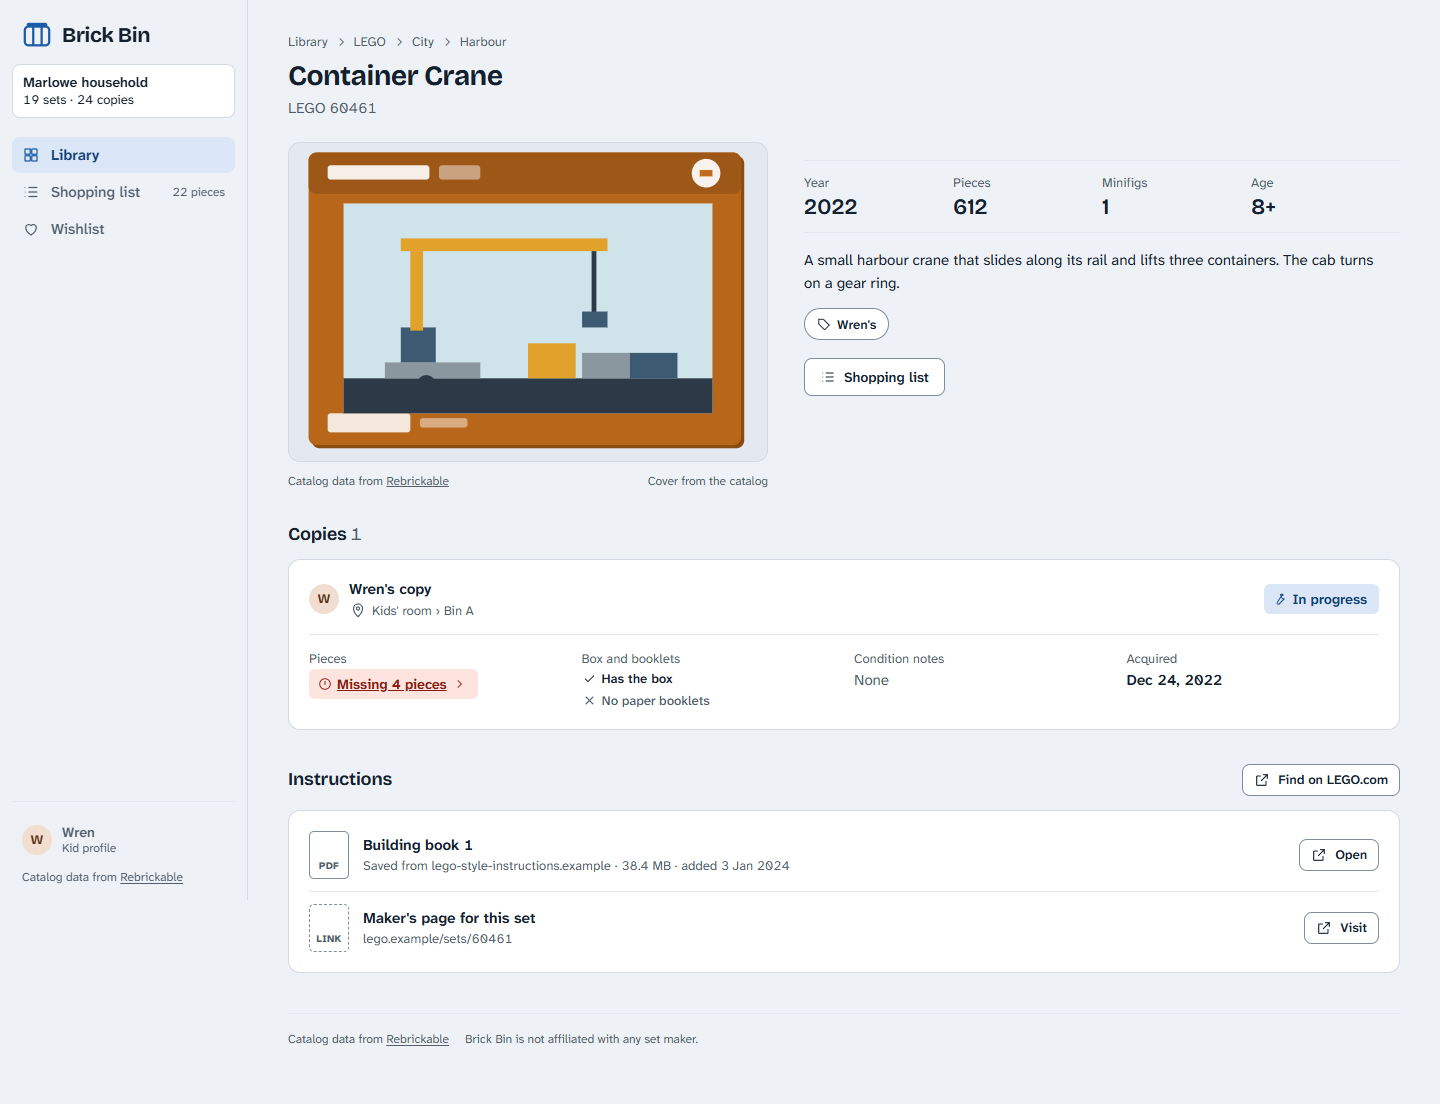 Brick Bin
Marlowe household
19 sets · 24 copies
Library
Shopping list
22 pieces
Wishlist
Wren
W
Kid profile
Catalog data from Rebrickable
Library > LEGO > City > Harbour
Container Crane
LEGO 60461
Year
2022
Pieces
612
Minifigs
1
Age
8+
A small harbour crane that slides along its rail and lifts three containers. The cab turns
on a gear ring.
Wren's
Shopping list
Catalog data from Rebrickable
Cover from the catalog
Copies 1
W
Wren's copy
Kids' room › Bin A
In progress
Pieces
Missing 4 pieces
Box and booklets
Has the box
No paper booklets
Condition notes
None
Acquired
Dec 24, 2022
Instructions
Find on LEGO.com
PDF
Building book 1
Saved from lego-style-instructions.example · 38.4 MB · added 3 Jan 2024
Open
LINK
Maker's page for this set
lego.example/sets/60461
Visit
Catalog data from Rebrickable
Brick Bin is not affiliated with any set maker.